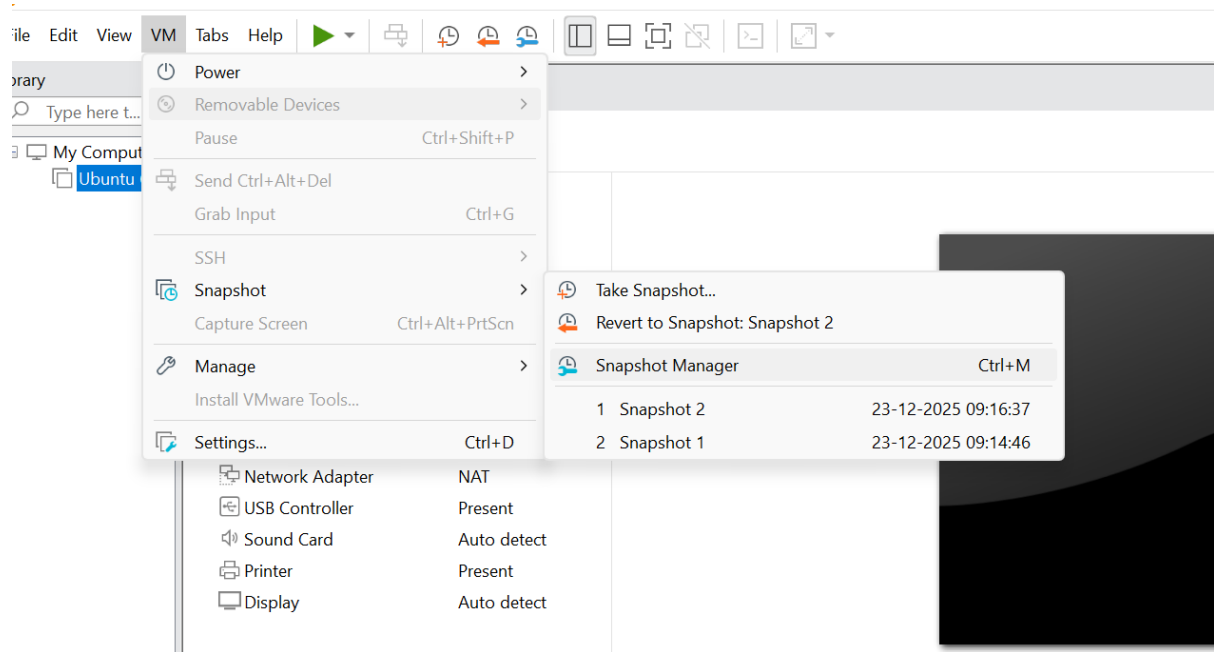 File Edit View VM Tabs Help
Library
Type here t...
My Comput
Ubuntu
Power
Removable Devices
Pause Ctrl+Shift+P
Send Ctrl+Alt+Del
Grab Input Ctrl+G
SSH
Snapshot
Capture Screen Ctrl+Alt+PrtScn
Manage
Install VMware Tools...
Settings... Ctrl+D
Take Snapshot...
Revert to Snapshot: Snapshot 2
Snapshot Manager Ctrl+M
1 Snapshot 2 23-12-2025 09:16:37
2 Snapshot 1 23-12-2025 09:14:46
Network Adapter NAT
USB Controller Present
Sound Card Auto detect
Printer Present
Display Auto detect